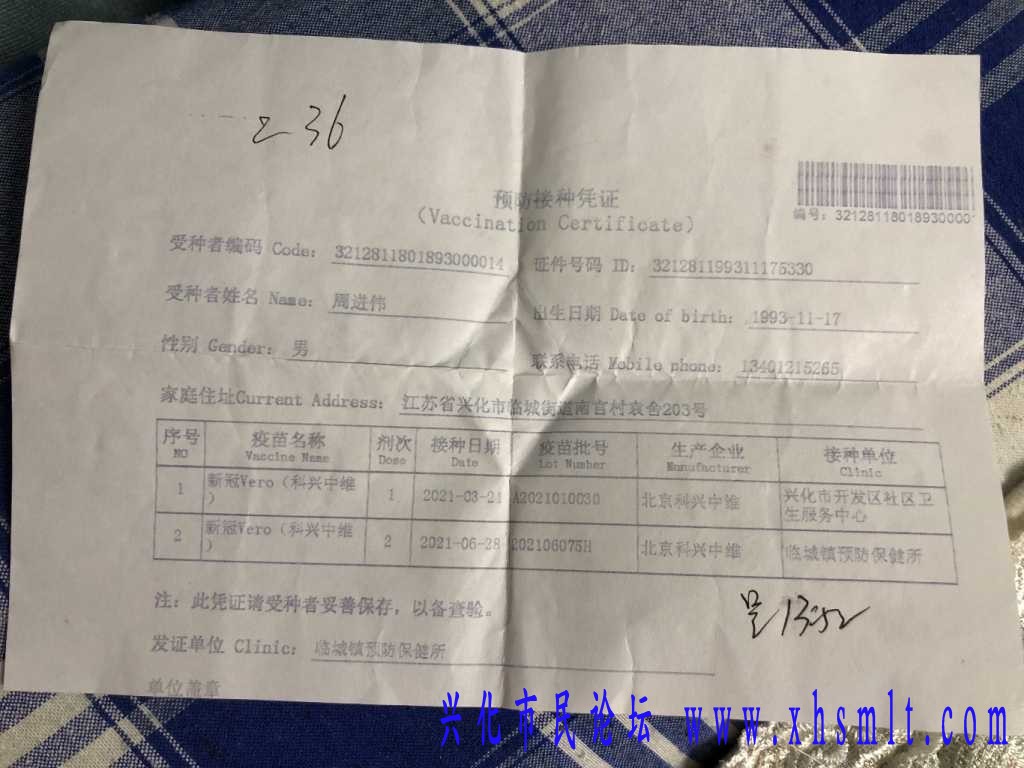 236
预防接种凭证
(Vaccination Certificate)
编号: 32128118018930000
受种者编码 Code: 3212811801893000014 证件号码 ID: 321281199311175330
受种者姓名 Name: 周进伟 出生日期 Date of birth: 1993-11-17
性别 Gender: 男 联系电话 Mobile phone: 13401215265
家庭住址Current Address: 江苏省兴化市临城街道南官村袁舍203号
序号 疫苗名称 剂次 接种日期 疫苗批号 生产企业 接种单位
NO Vaccine Name Dose Date Lot Number Manufacturer Clinic
1 新冠Vero（科兴中维） 1 2021-03-21 A2021010030 北京科兴中维 兴化市开发区社区卫生服务中心
2 新冠Vero（科兴中维） 2 2021-06-28 202106075H 北京科兴中维 临城镇预防保健所
注: 此凭证请受种者妥善保存, 以备查验。
13:52
发证单位 Clinic: 临城镇预防保健所
单位盖章
兴化市民论坛 www.xhsmlt.com